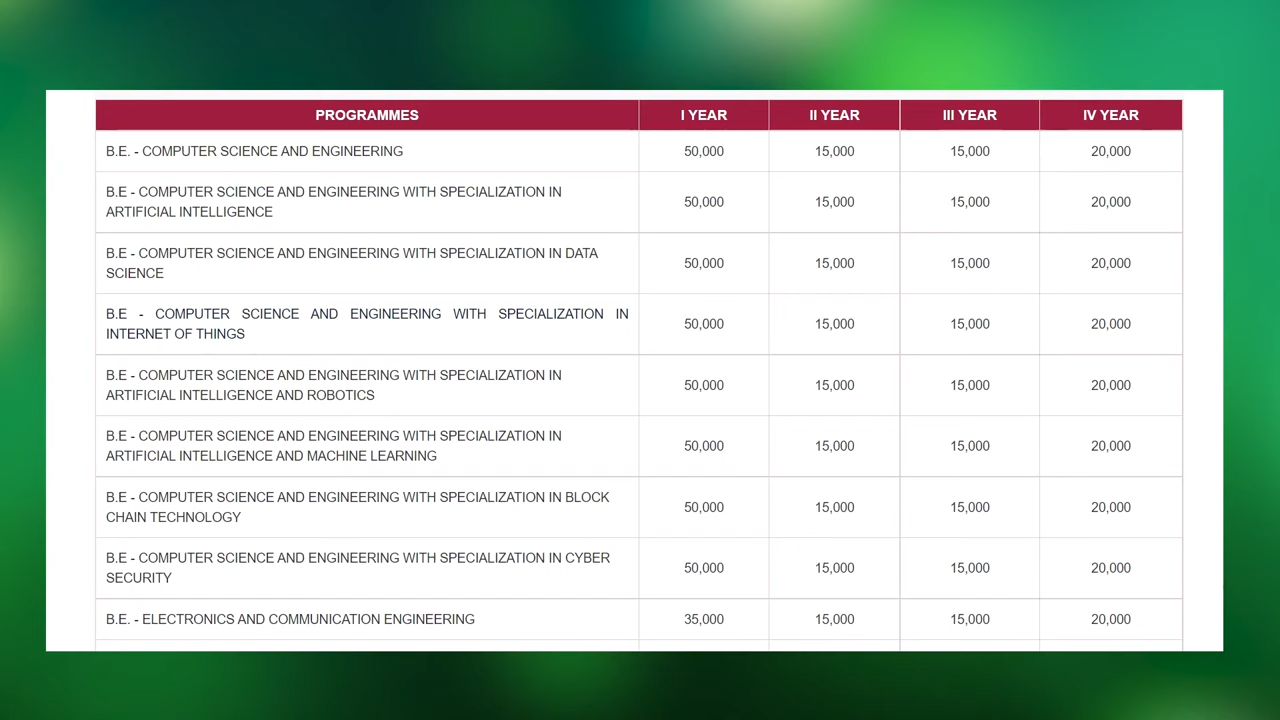 PROGRAMMES I YEAR II YEAR III YEAR IV YEAR
B.E. - COMPUTER SCIENCE AND ENGINEERING 50,000 15,000 15,000 20,000
B.E - COMPUTER SCIENCE AND ENGINEERING WITH SPECIALIZATION IN
ARTIFICIAL INTELLIGENCE 50,000 15,000 15,000 20,000
B.E - COMPUTER SCIENCE AND ENGINEERING WITH SPECIALIZATION IN DATA
SCIENCE 50,000 15,000 15,000 20,000
B.E - COMPUTER SCIENCE AND ENGINEERING WITH SPECIALIZATION IN
INTERNET OF THINGS 50,000 15,000 15,000 20,000
B.E - COMPUTER SCIENCE AND ENGINEERING WITH SPECIALIZATION IN
ARTIFICIAL INTELLIGENCE AND ROBOTICS 50,000 15,000 15,000 20,000
B.E - COMPUTER SCIENCE AND ENGINEERING WITH SPECIALIZATION IN
ARTIFICIAL INTELLIGENCE AND MACHINE LEARNING 50,000 15,000 15,000 20,000
B.E - COMPUTER SCIENCE AND ENGINEERING WITH SPECIALIZATION IN BLOCK
CHAIN TECHNOLOGY 50,000 15,000 15,000 20,000
B.E - COMPUTER SCIENCE AND ENGINEERING WITH SPECIALIZATION IN CYBER
SECURITY 50,000 15,000 15,000 20,000
B.E. - ELECTRONICS AND COMMUNICATION ENGINEERING 35,000 15,000 15,000 20,000